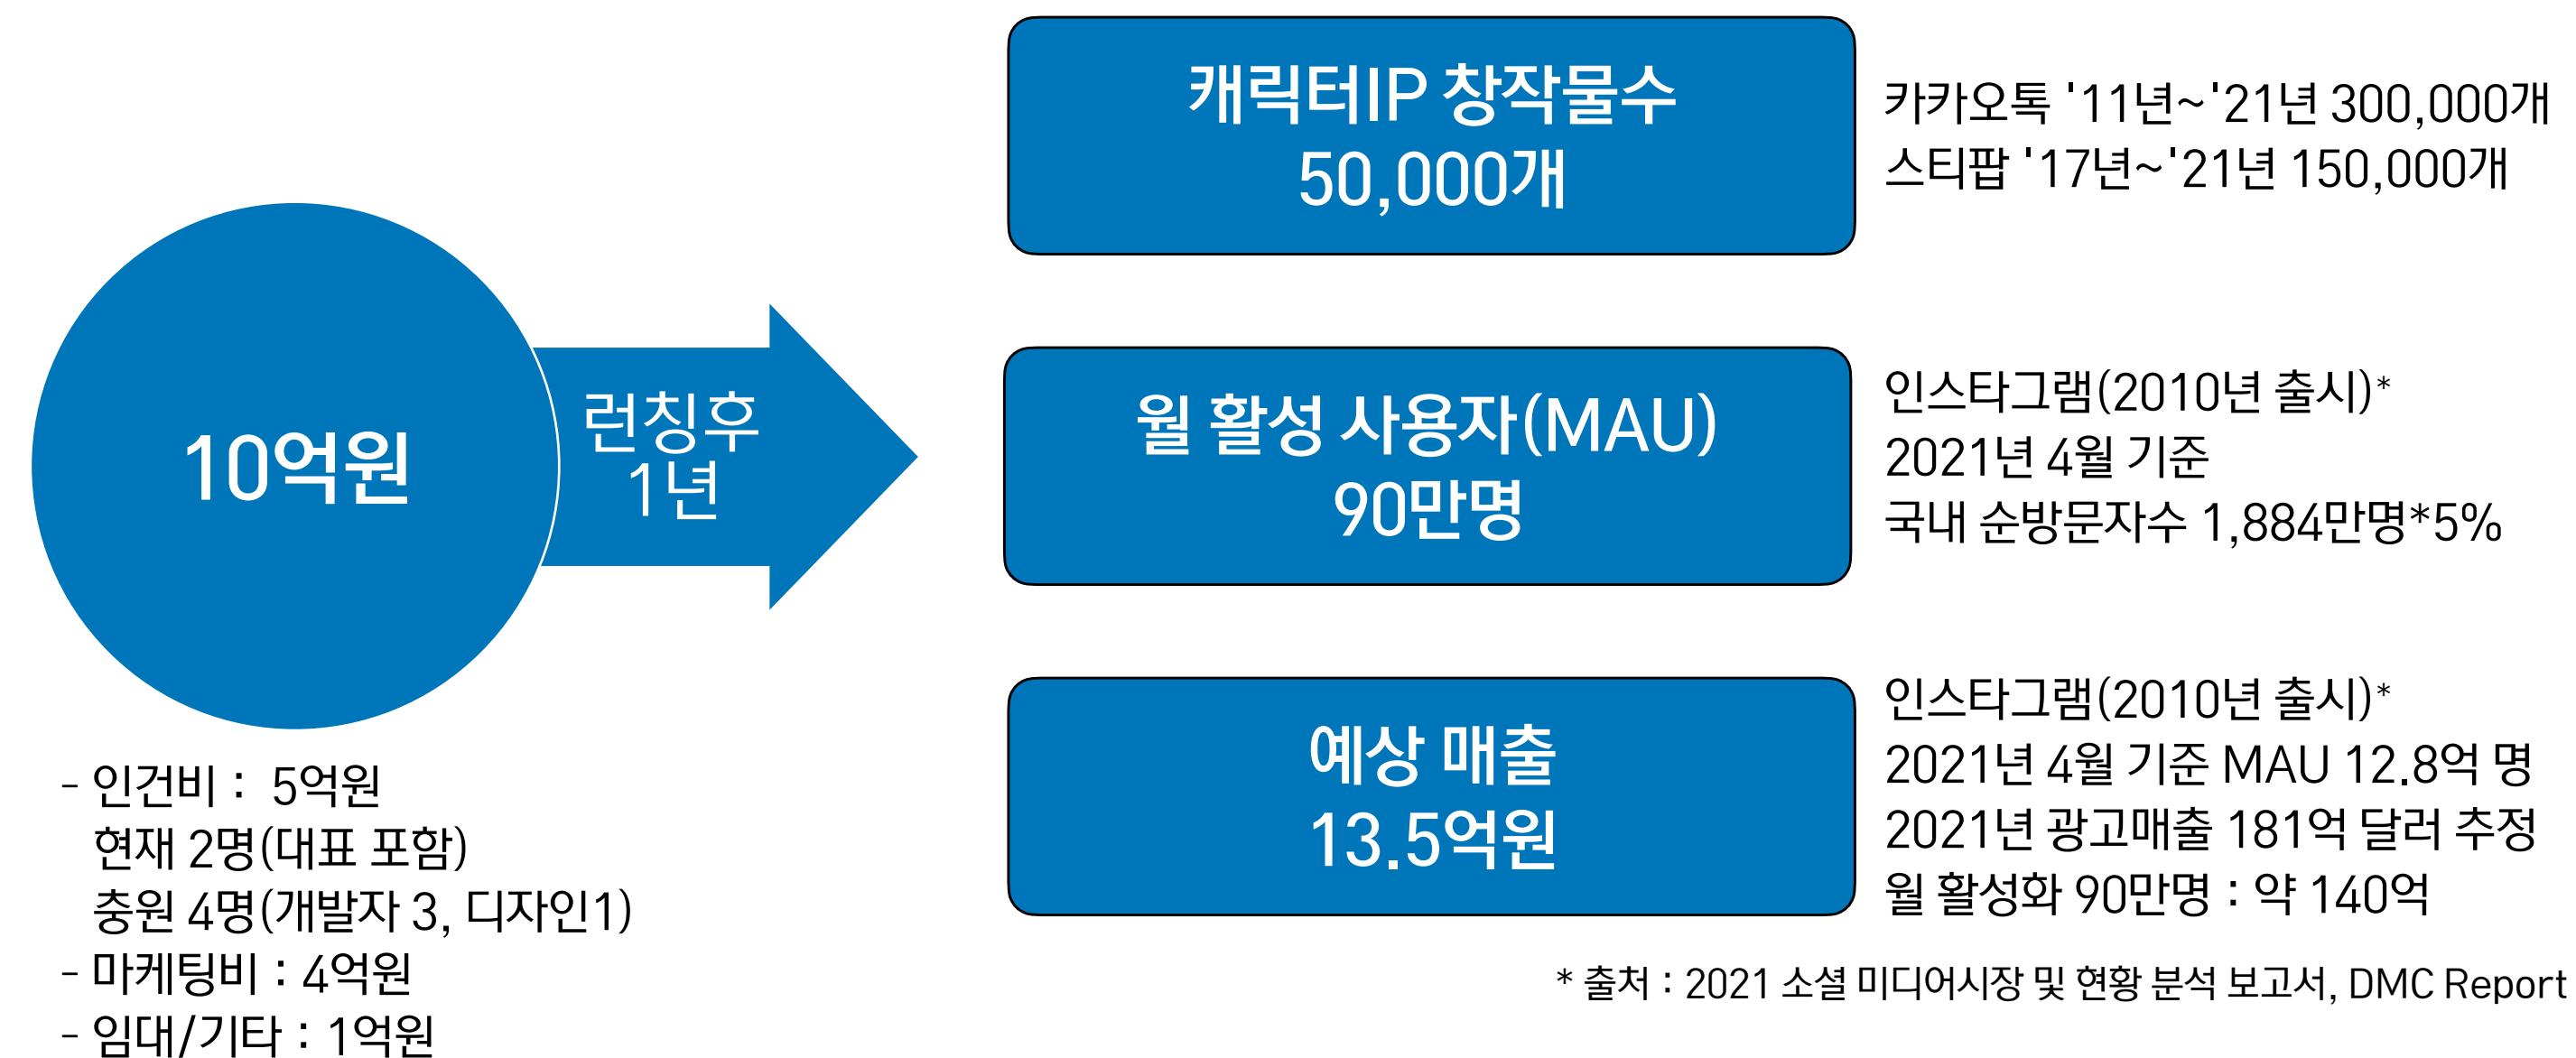 10억원
런칭후
1년
- 인건비 : 5억원
현재 2명(대표 포함)
충원 4명(개발자 3, 디자인1)
- 마케팅비 : 4억원
- 임대/기타 : 1억원
캐릭터IP 창작물수
50,000개
카카오톡 '11년~'21년 300,000개
스티팝 '17년~'21년 150,000개
월 활성 사용자(MAU)
90만명
인스타그램(2010년 출시)*
2021년 4월 기준
국내 순방문자수 1,884만명*5%
예상 매출
13.5억원
인스타그램(2010년 출시)*
2021년 4월 기준 MAU 12.8억 명
2021년 광고매출 181억 달러 추정
월 활성화 90만명 : 약 140억
* 출처 : 2021 소셜 미디어시장 및 현황 분석 보고서, DMC Report